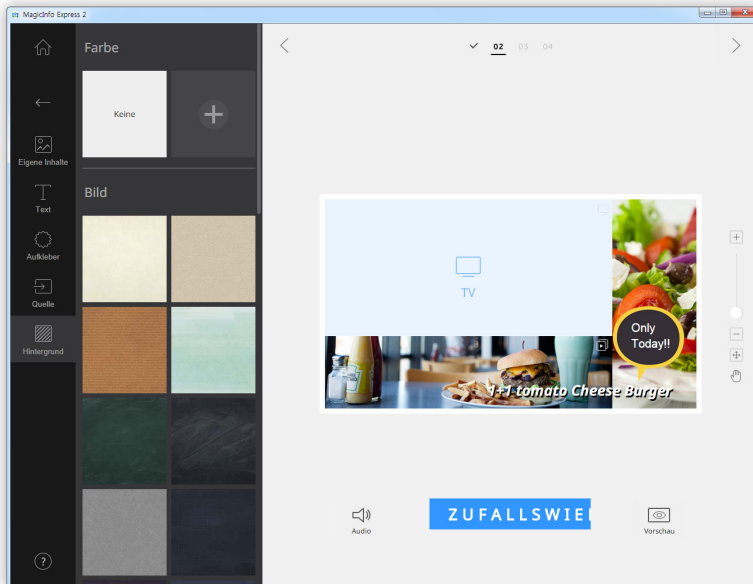 MagicInfo Express 2
Farbe
02 03 04
Keine
Eigene Inhalte
Bild
Text
Aufkleber
Quelle
TV
Hintergrund
Only
Today!!
1+1 tomato Cheese Burger
ZUFALLSWIE
Audio
Vorschau
?